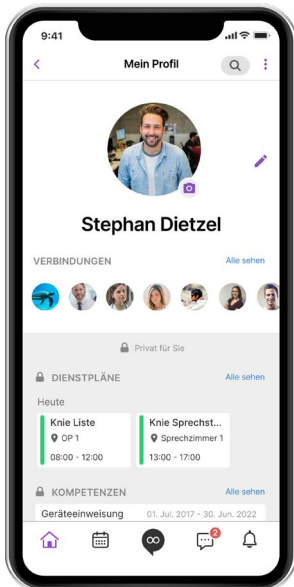 9:41
Mein Profil
Stephan Dietzel
VERBINDUNGEN Alle sehen
Privat für Sie
DIENSTPLÄNE Alle sehen
Heute
Knie Liste Knie Sprechst...
OP 1 Sprechzimmer 1
08:00 - 12:00 13:00 - 17:00
KOMPETENZEN Alle sehen
Geräteeinweisung 01. Jul. 2017 - 30. Jun. 2022
2